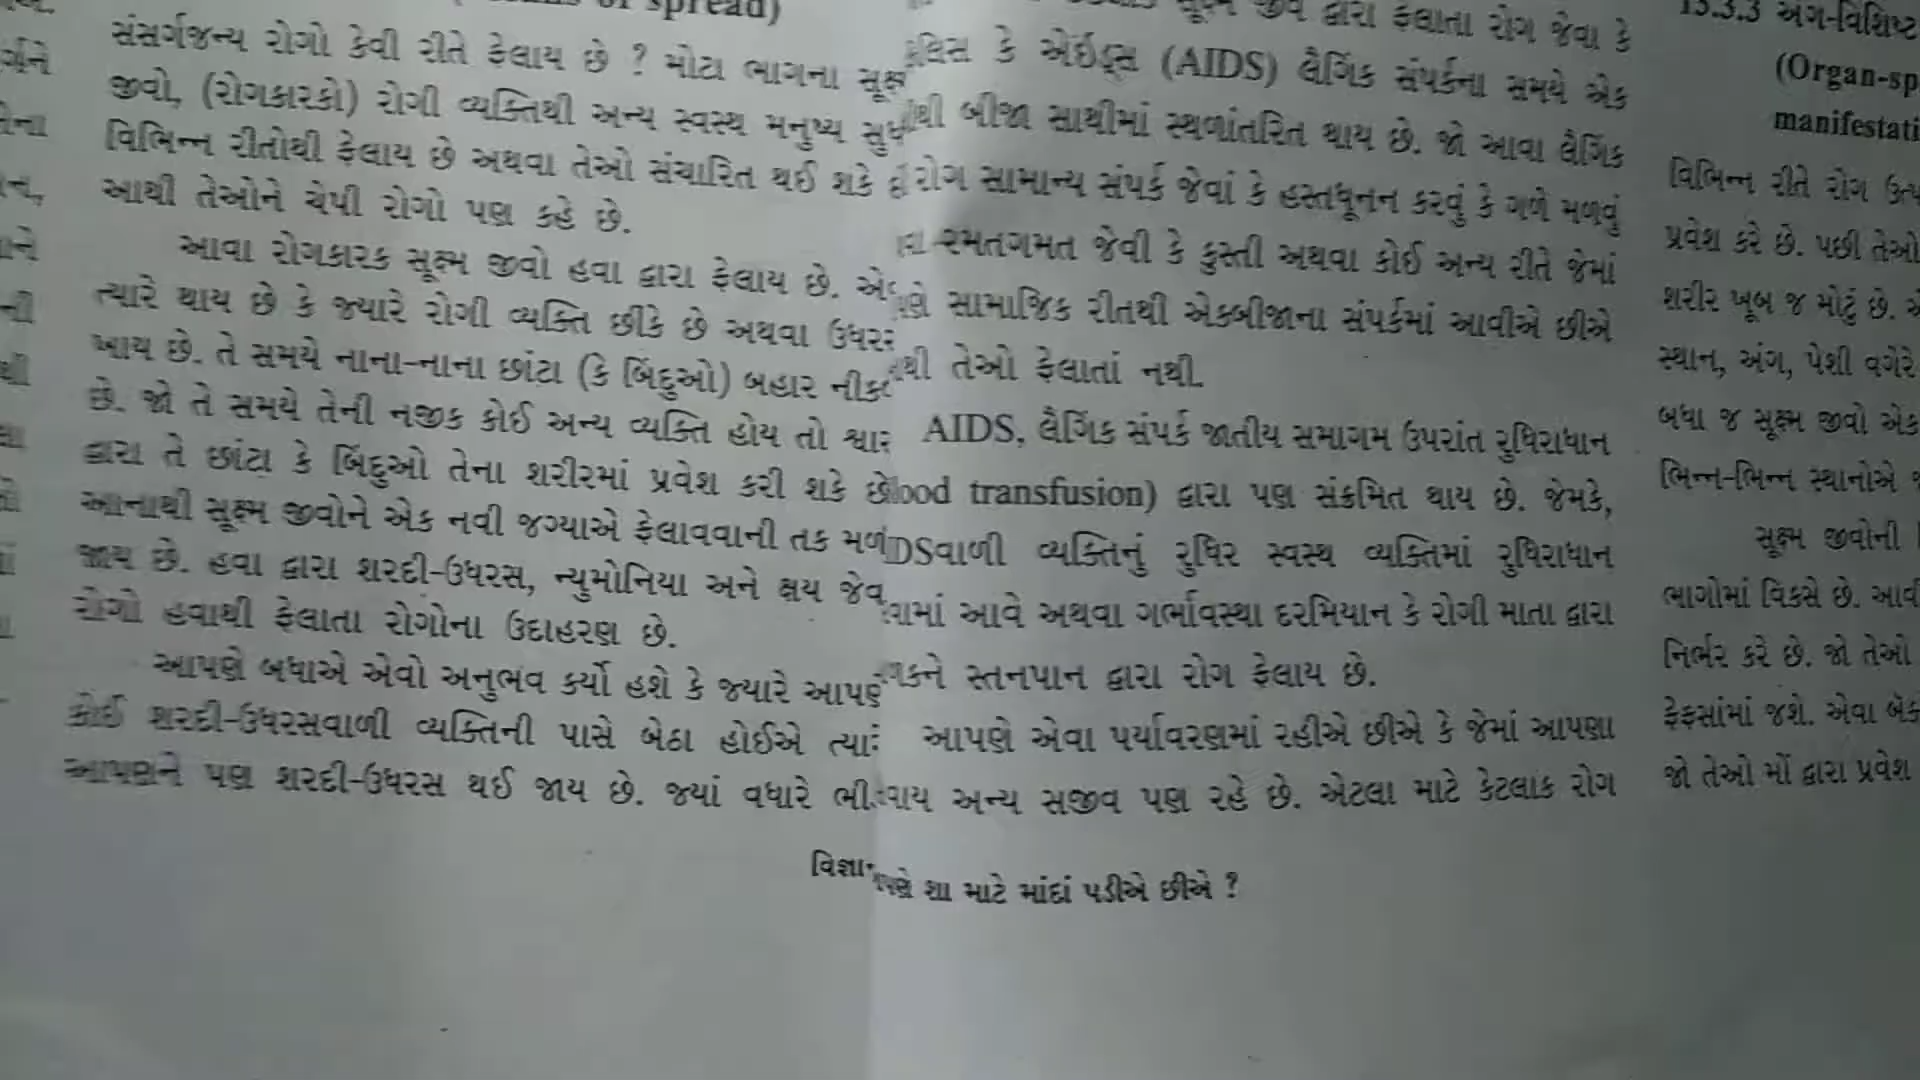 of spread)
સંસર્ગજન્ય રોગો કેવી રીતે ફેલાય છે ? મોટા ભાગના સૂક્ષ્મ
જીવો, (રોગકારકો) રોગી વ્યક્તિથી અન્ય સ્વસ્થ મનુષ્ય
વિભિન્ન રીતોથી ફેલાય છે અથવા તેઓ સંચારિત થઈ શકે
આથી તેઓને ચેપી રોગો પણ કહે છે.
આવા રોગકારક સૂક્ષ્મ જીવો હવા દ્વારા ફેલાય છે.
ત્યારે થાય છે કે જ્યારે રોગી વ્યક્તિ છીંકે છે અથવા
ખાય છે. તે સમયે નાના-નાના છાંટા (કે બિંદુઓ) બહાર
છે. જો તે સમયે તેની નજીક કોઈ અન્ય વ્યક્તિ હોય તો
દ્વારા તે છાંટા કે બિંદુઓ તેના શરીરમાં પ્રવેશ કરી શકે
આનાથી સૂક્ષ્મ જીવોને એક નવી જગ્યાએ ફેલાવવાની તક
જાય છે. હવા દ્વારા શરદી-ઉધરસ, ન્યુમોનિયા અને ક્ષય
રોગો હવાથી ફેલાતા રોગોના ઉદાહરણ છે.
આપણે બધાએ એવો અનુભવ કર્યો હશે કે જ્યારે
કોઈ શરદી-ઉધરસવાળી વ્યક્તિની પાસે બેઠા હોઈએ
આપણને પણ શરદી-ઉધરસ થઈ જાય છે. જ્યાં વધારે
સૂક્ષ્મ જીવ દ્વારા ફેલાતા રોગ જેવા કે
કે એઈડ્સ (AIDS) લૈંગિક સંપર્કના સમયે એક
બીજા સાથીમાં સ્થળાંતરિત થાય છે. જો આવા લૈંગિક
રોગ સામાન્ય સંપર્ક જેવાં કે હસ્તધૂનન કરવું કે ગળે મળવું
રમતગમત જેવી કે કુસ્તી અથવા કોઈ અન્ય રીતે જેમાં
સામાજિક રીતથી એકબીજાના સંપર્કમાં આવીએ છીએ
તેઓ ફેલાતાં નથી.
AIDS, લૈંગિક સંપર્ક જાતીય સમાગમ ઉપરાંત રુધિરાધાન
transfusion) દ્વારા પણ સંક્રમિત થાય છે. જેમકે,
વ્યક્તિનું રુધિર સ્વસ્થ વ્યક્તિમાં રુધિરાધાન
આવે અથવા ગર્ભાવસ્થા દરમિયાન કે રોગી માતા દ્વારા
સ્તનપાન દ્વારા રોગ ફેલાય છે.
આપણે એવા પર્યાવરણમાં રહીએ છીએ કે જેમાં આપણા
અન્ય સજીવ પણ રહે છે. એટલા માટે કેટલાક રોગ
13.3.3 અંગ-વિશિષ્ટ
(Organ-sp
manifestati
વિભિન્ન રીતે રોગ
પ્રવેશ કરે છે. પછી તેઓ
શરીર ખૂબ જ મોટું છે.
સ્થાન, અંગ, પેશી વગેરે
બધા જ સૂક્ષ્મ જીવો એક
ભિન્ન-ભિન્ન સ્થાનોએ
સૂક્ષ્મ જીવોની
ભાગોમાં વિકસે છે. આવી
નિર્ભર કરે છે. જો તેઓ
ફેફસાંમાં જશે. એવા
જો તેઓ મોં દ્વારા પ્રવેશ
શા માટે માંદાં પડીએ છીએ ?